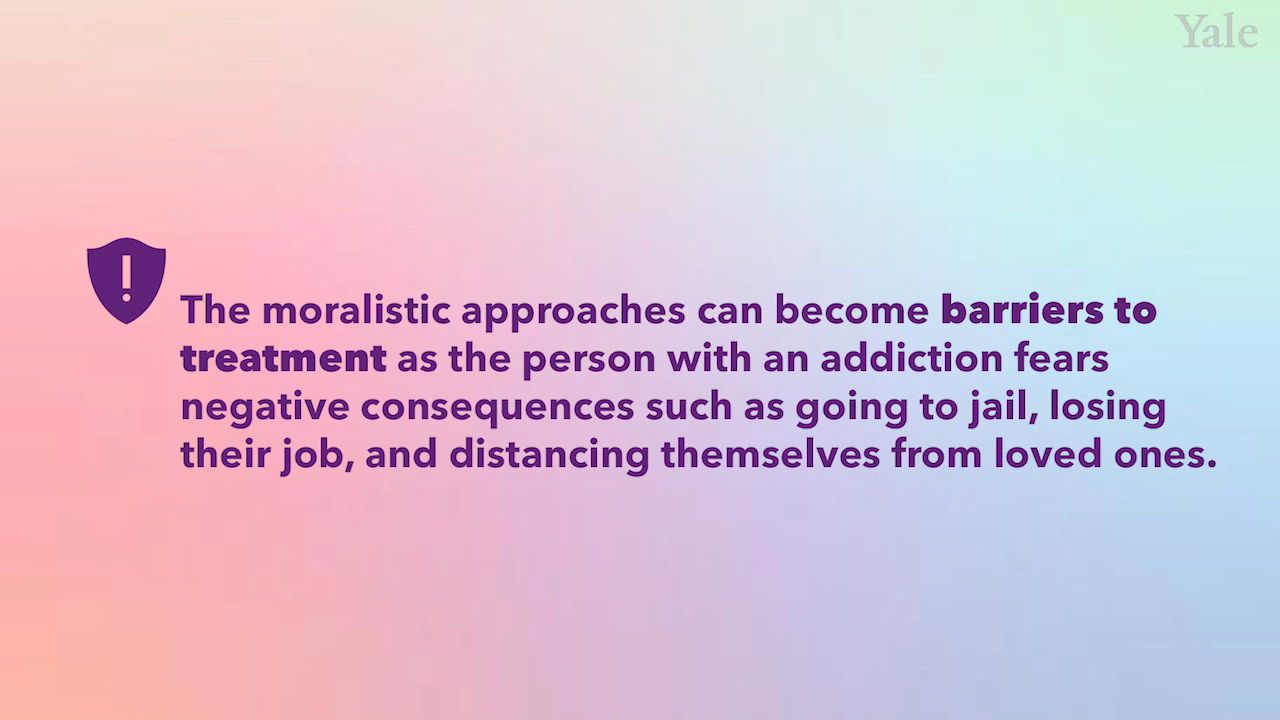 Yale
The moralistic approaches can become barriers to
treatment as the person with an addiction fears
negative consequences such as going to jail, losing
their job, and distancing themselves from loved ones.